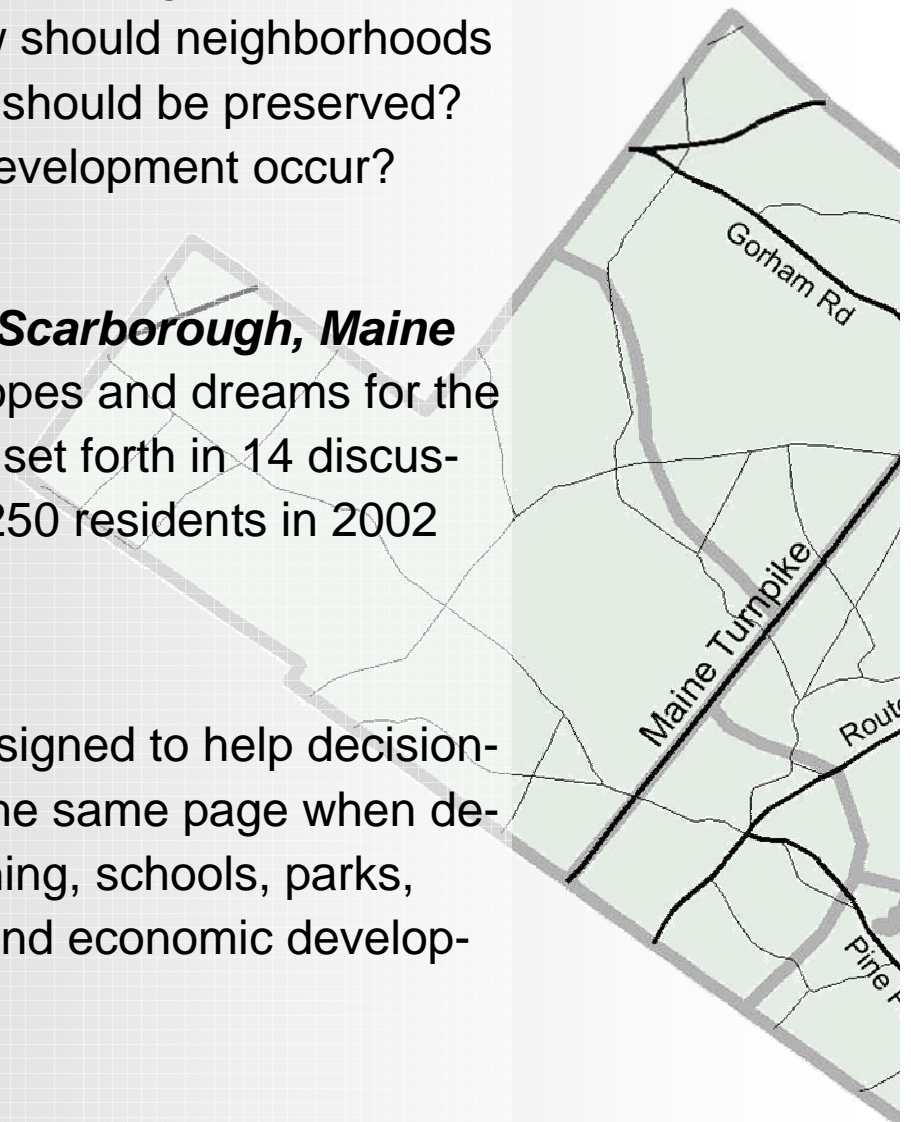 should neighborhoods
should be preserved?
evelopment occur?
Scarborough, Maine
opes and dreams for the
set forth in 14 discus-
250 residents in 2002
signed to help decision-
he same page when de-
ing, schools, parks,
nd economic develop-
Gorham Rd
Maine Turnpike
Route
Pine